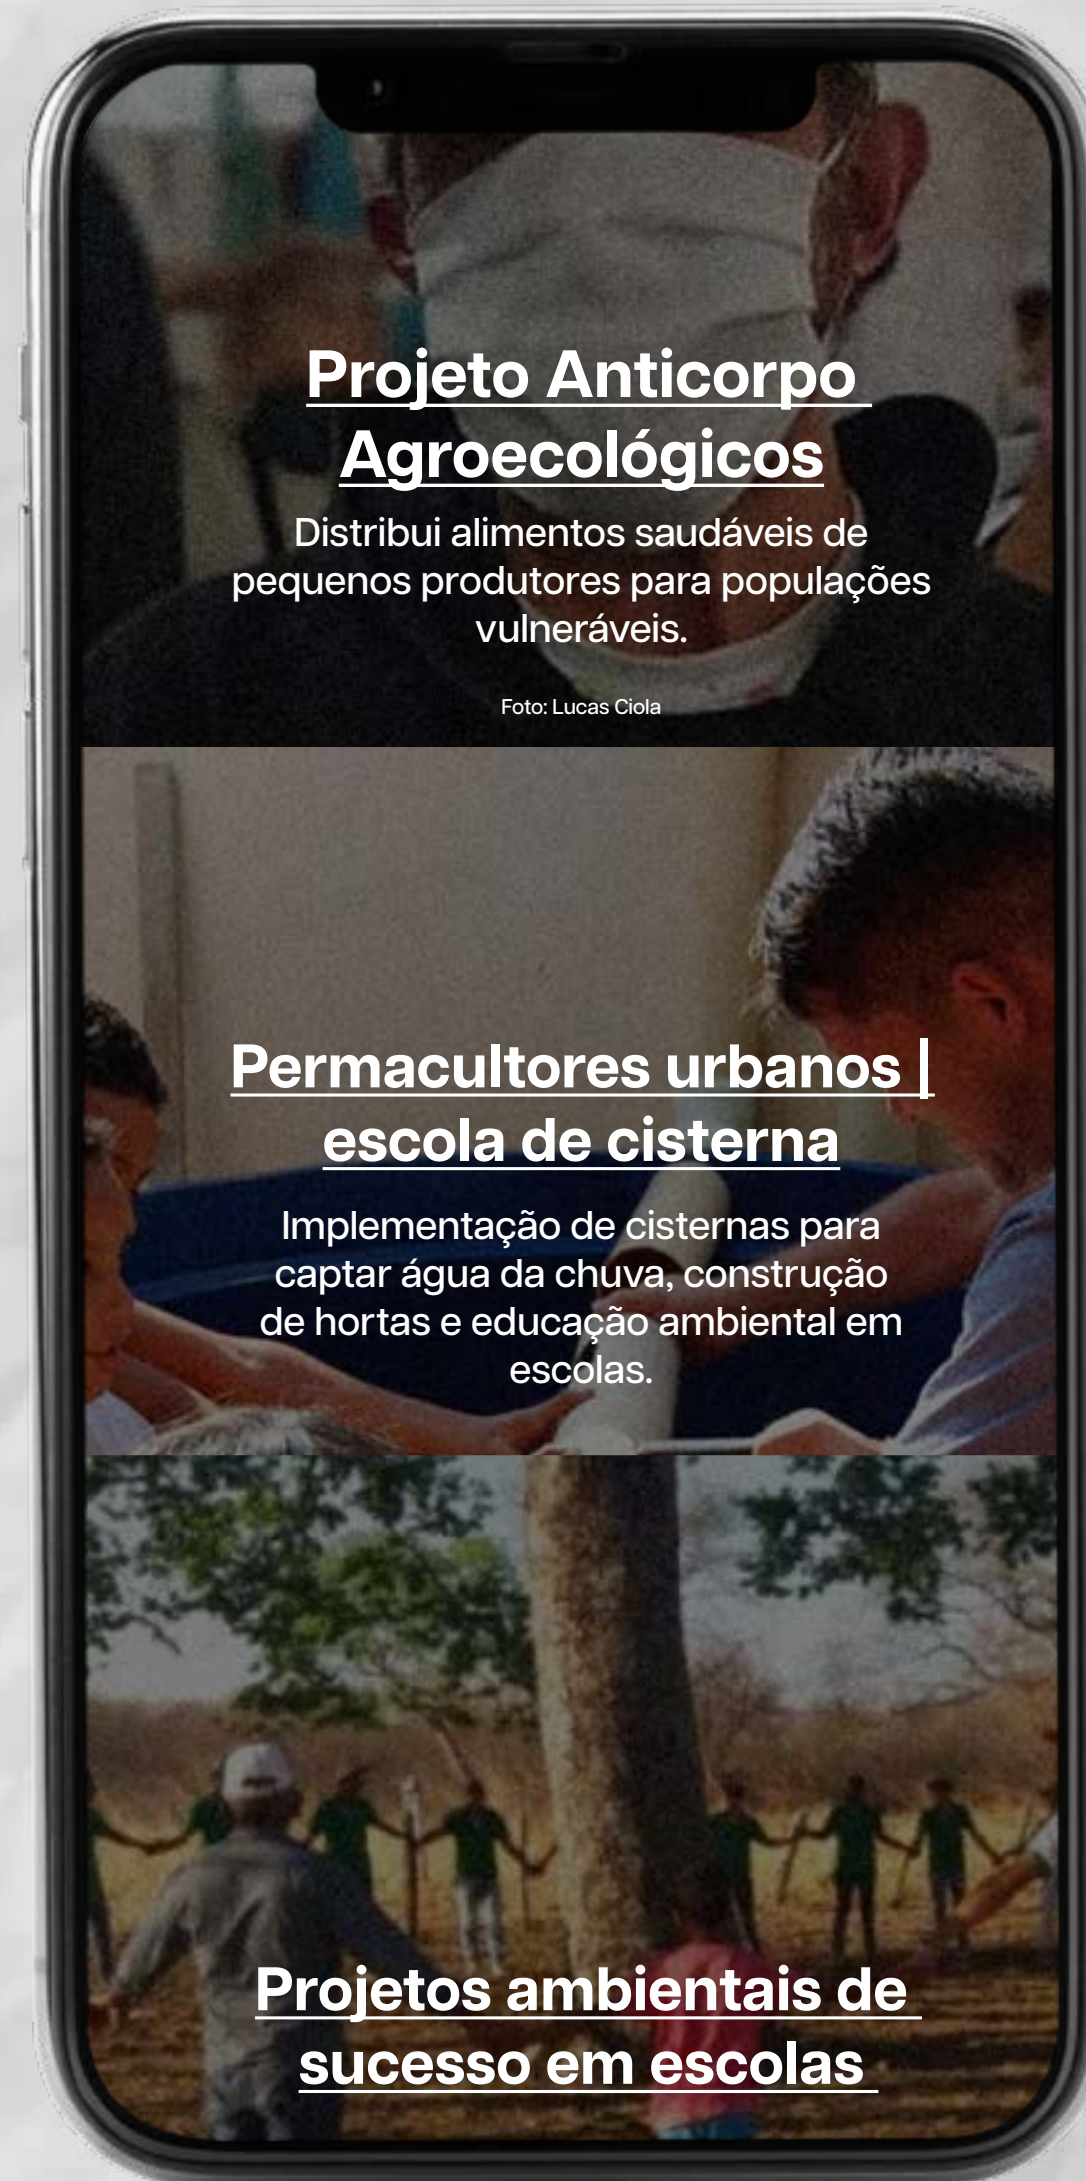 Projeto Anticorpo
Agroecológicos
Distribui alimentos saudáveis de
pequenos produtores para populações
vulneráveis.
Foto: Lucas Ciola
Permacultores urbanos |
escola de cisterna
Implementação de cisternas para
captar água da chuva, construção
de hortas e educação ambiental em
escolas.
Projetos ambientais de
sucesso em escolas